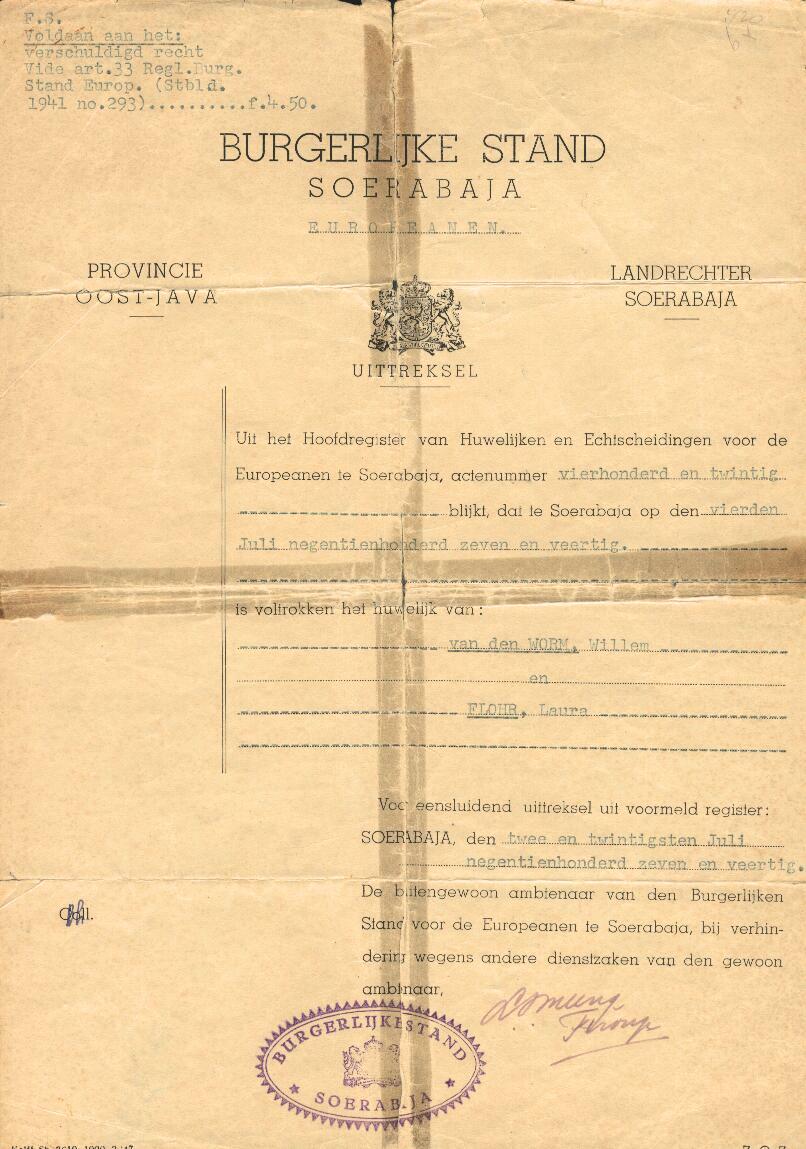 F.S.
Voldaan aan het:
verschuldigd recht
Vide art.33 Regl.Burg.
Stand Europ. (Stbld.
1941 no.293)..........f.4.50.
BURGERLIJKE STAND
SOERABAJA
EUROPEANEN.
PROVINCIE
OOST-JAVA
LANDRECHTER
SOERABAJA
UITTREKSEL
Uit het Hoofdregister van Huwelijken en Echtscheidingen voor de
Europeanen te Soerabaja, actenummer vierhonderd en twintig
blijkt, dat te Soerabaja op den vierden
Juli negentienhonderd zeven en veertig.
is voltrokken het huwelijk van :
van den WORM, Willem
en
FLOHR, Laura
Voor eensluidend uittreksel uit voormeld register:
SOERABAJA, den twee en twintigsten Juli
negentienhonderd zeven en veertig.
De buitengewoon ambtenaar van den Burgerlijken
Stand voor de Europeanen te Soerabaja, bij verhin-
dering wegens andere dienstzaken van den gewoon
ambtenaar,
Coll.
BURGERLIJKE STAND
SOERABAJA